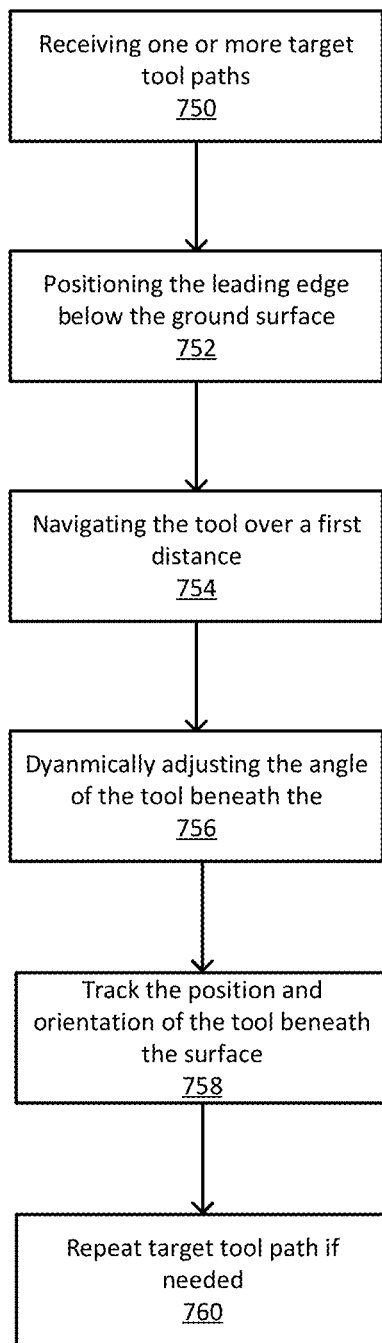 Receiving one or more target
tool paths
750
Positioning the leading edge
below the ground surface
752
Navigating the tool over a first
distance
754
Dyanmically adjusting the angle
of the tool beneath the
756
Track the position and
orientation of the tool beneath
the surface
758
Repeat target tool path if
needed
760